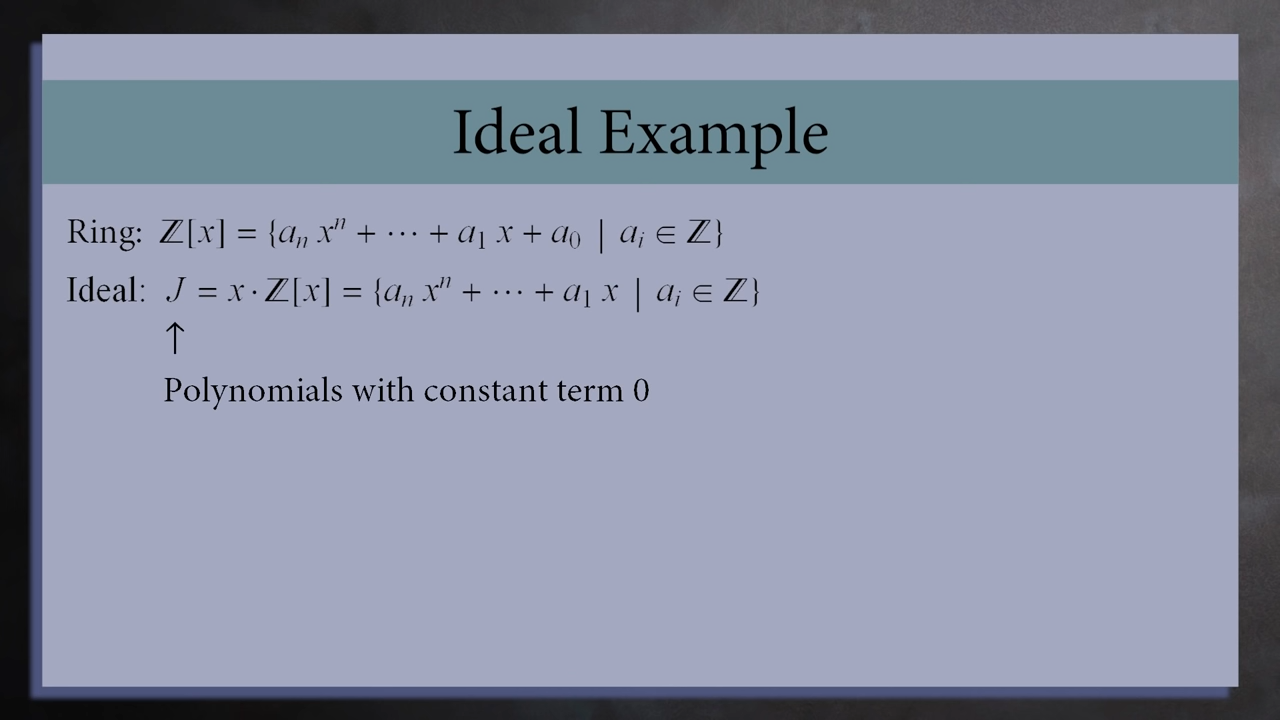 Ideal Example
Ring: ℤ[x] = {aₙ xⁿ + ⋯ + a₁ x + a₀ | aᵢ ∈ ℤ}
Ideal: J = x · ℤ[x] = {aₙ xⁿ + ⋯ + a₁ x | aᵢ ∈ ℤ}
↑
Polynomials with constant term 0